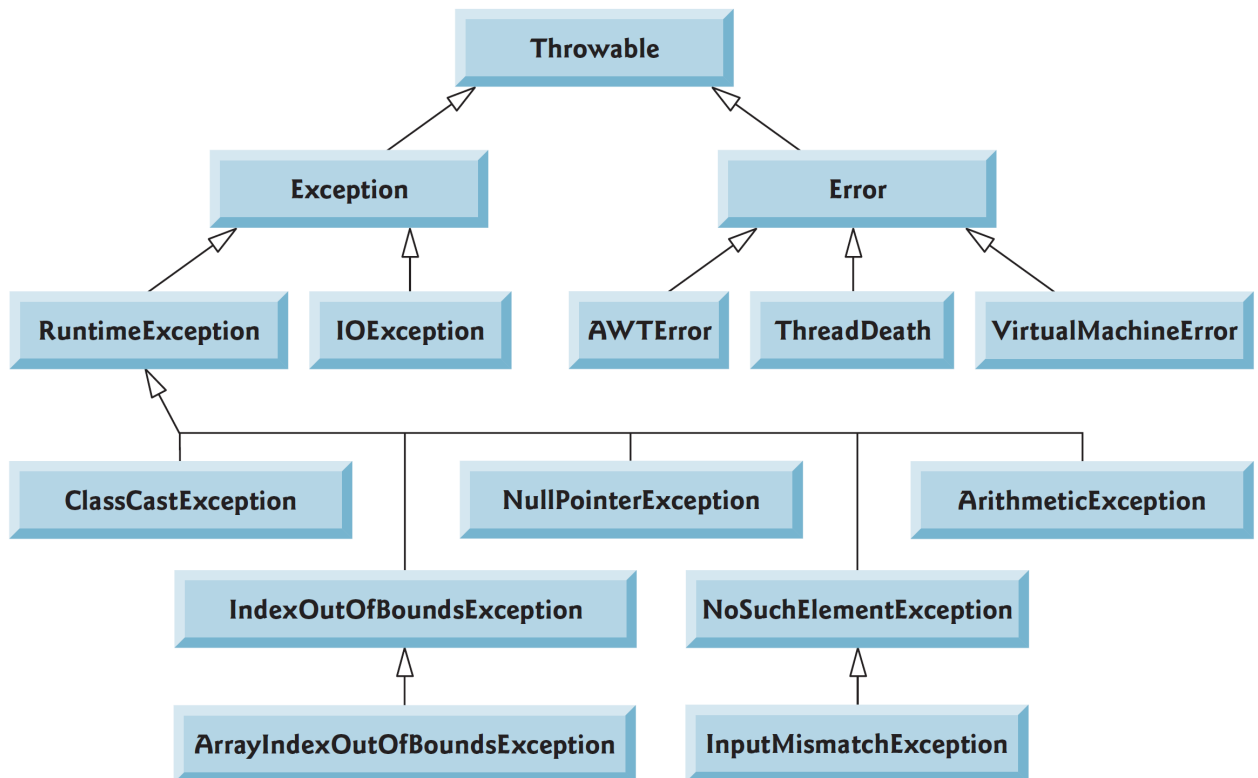 Throwable
Exception
Error
RuntimeException
IOException
AWTError
ThreadDeath
VirtualMachineError
ClassCastException
NullPointerException
ArithmeticException
IndexOutOfBoundsException
NoSuchElementException
ArrayIndexOutOfBoundsException
InputMismatchException